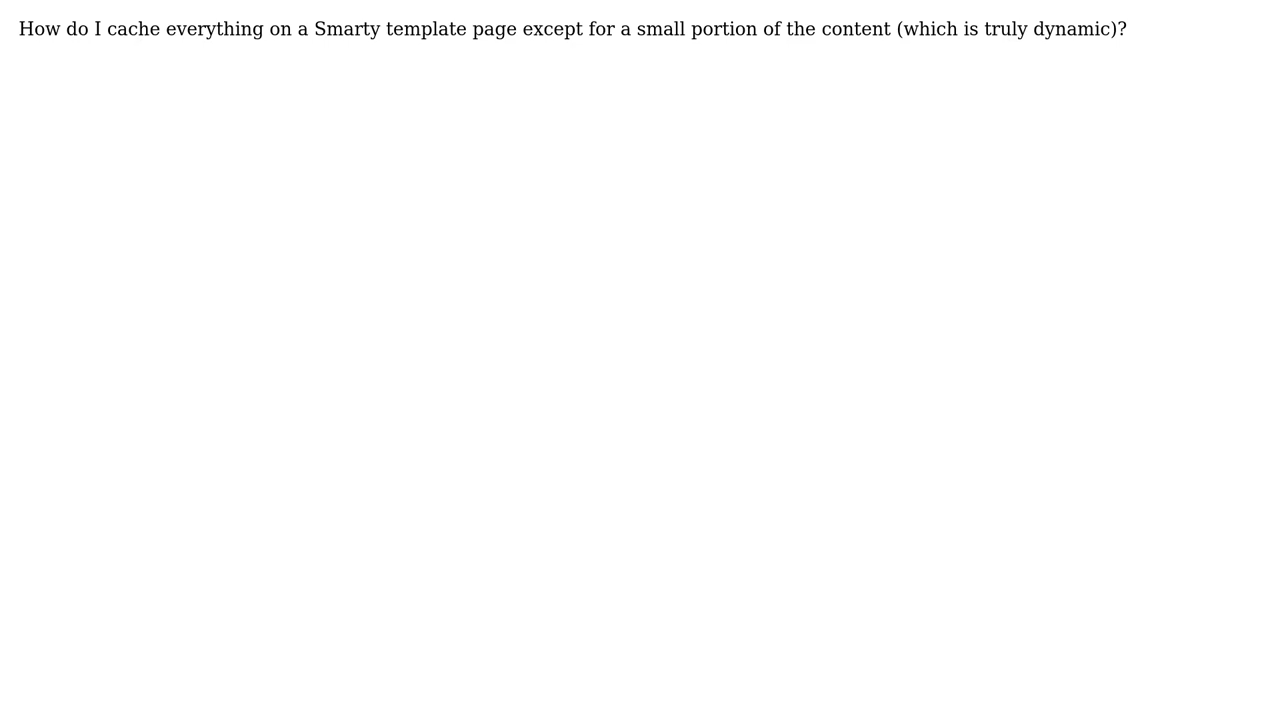 How do I cache everything on a Smarty template page except for a small portion of the content (which is truly dynamic)?